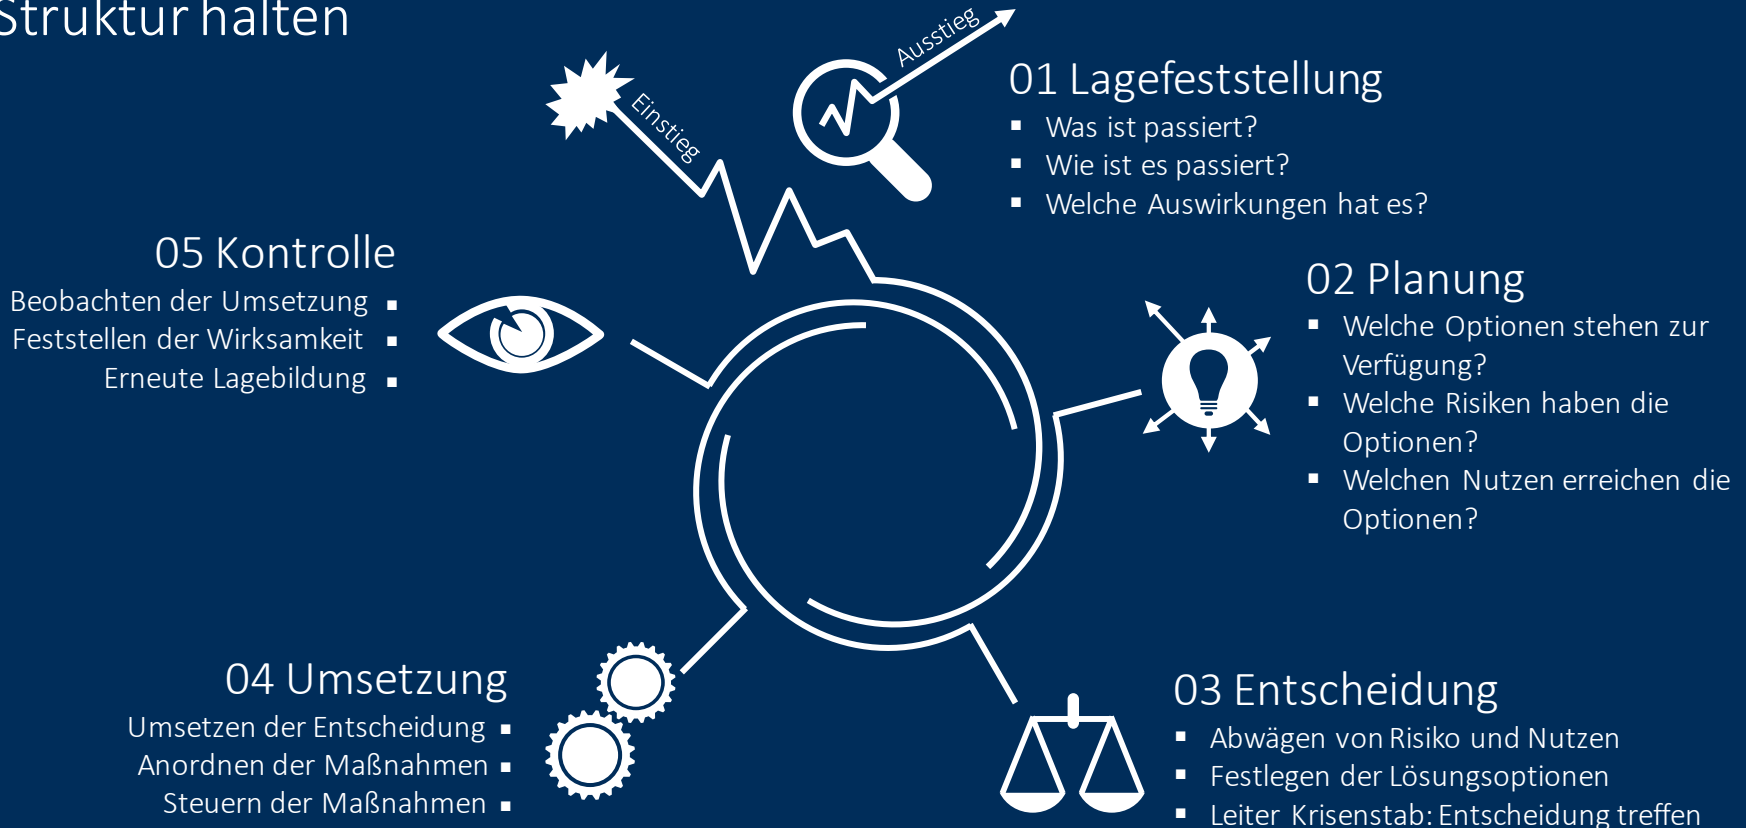 Struktur halten
Einstieg
Ausstieg
01 Lagefeststellung
▪ Was ist passiert?
▪ Wie ist es passiert?
▪ Welche Auswirkungen hat es?
02 Planung
▪ Welche Optionen stehen zur
Verfügung?
▪ Welche Risiken haben die
Optionen?
▪ Welchen Nutzen erreichen die
Optionen?
03 Entscheidung
▪ Abwägen von Risiko und Nutzen
▪ Festlegen der Lösungsoptionen
▪ Leiter Krisenstab: Entscheidung treffen
04 Umsetzung
Umsetzen der Entscheidung ▪
Anordnen der Maßnahmen ▪
Steuern der Maßnahmen ▪
05 Kontrolle
Beobachten der Umsetzung ▪
Feststellen der Wirksamkeit ▪
Erneute Lagebildung ▪